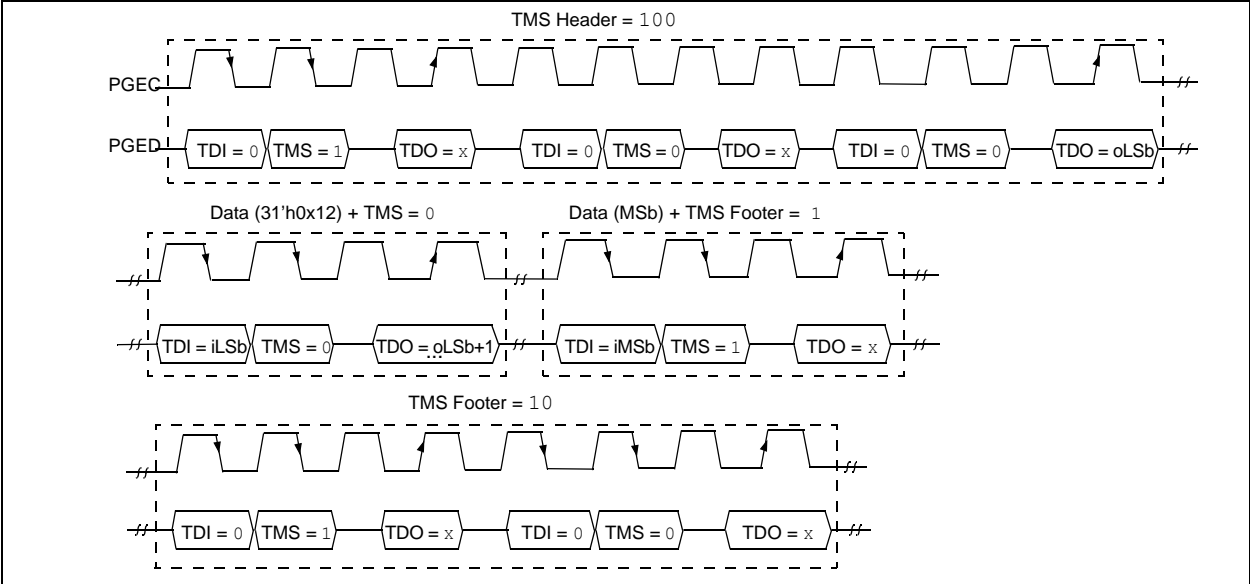 TMS Header = 100
PGEC
PGED TDI = 0 TMS = 1 TDO = x TDI = 0 TMS = 0 TDO = x TDI = 0 TMS = 0 TDO = oLSb
Data (31'h0x12) + TMS = 0 Data (MSb) + TMS Footer = 1
TDI = iLSb TMS = 0 TDO = oLSb+1 TDI = iMSb TMS = 1 TDO = x
...
TMS Footer = 10
TDI = 0 TMS = 1 TDO = x TDI = 0 TMS = 0 TDO = x